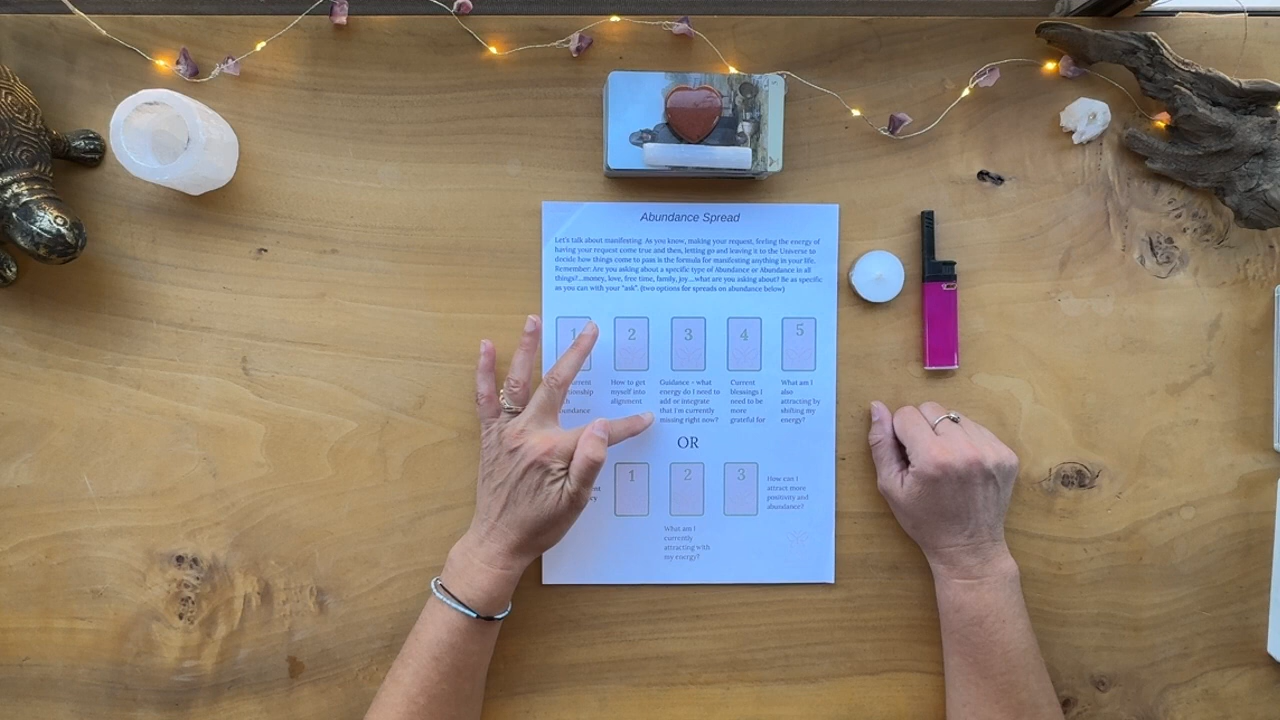 Abundance Spread
Let's talk about manifesting. As you know, making your request, feeling the energy of
having your request come true and then, letting go and leaving it to the Universe to
decide how things come to pass is the formula for manifesting anything in your life.
Remember: Are you asking about a specific type of Abundance or Abundance in all
things?...money, love, free time, family, joy....what are you asking about? Be as specific
as you can with your "ask". (two options for spreads on abundance below)
1 2 3 4 5
How to get
myself into
alignment
Guidance - what
energy do I need to
add or integrate
that I'm currently
missing right now?
Current
blessings I
need to be
more
grateful for
What am I
also
attracting by
shifting my
energy?
OR
1 2 3
What am I
currently
attracting with
my energy?
How can I
attract more
positivity and
abundance?